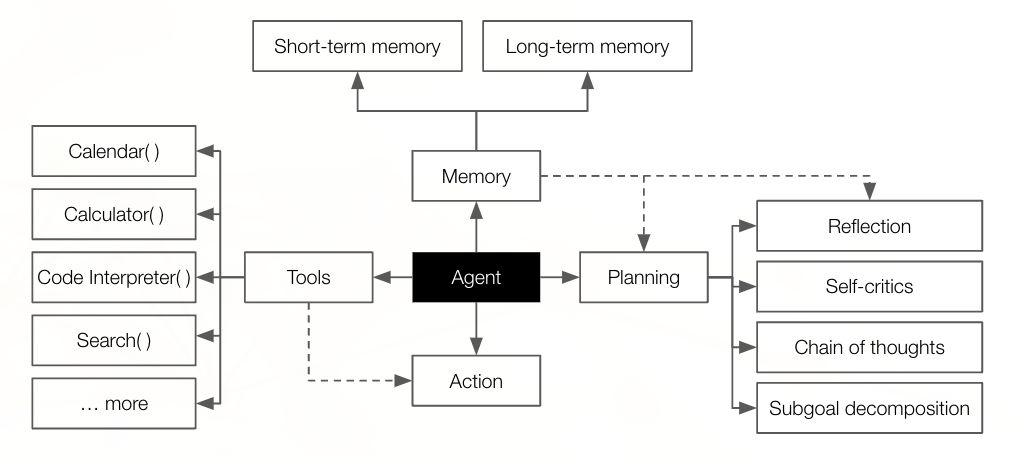 Short-term memory
Long-term memory
Calendar( )
Memory
Calculator( )
Reflection
Code Interpreter( )
Tools
Agent
Planning
Self-critics
Search( )
Chain of thoughts
Action
... more
Subgoal decomposition